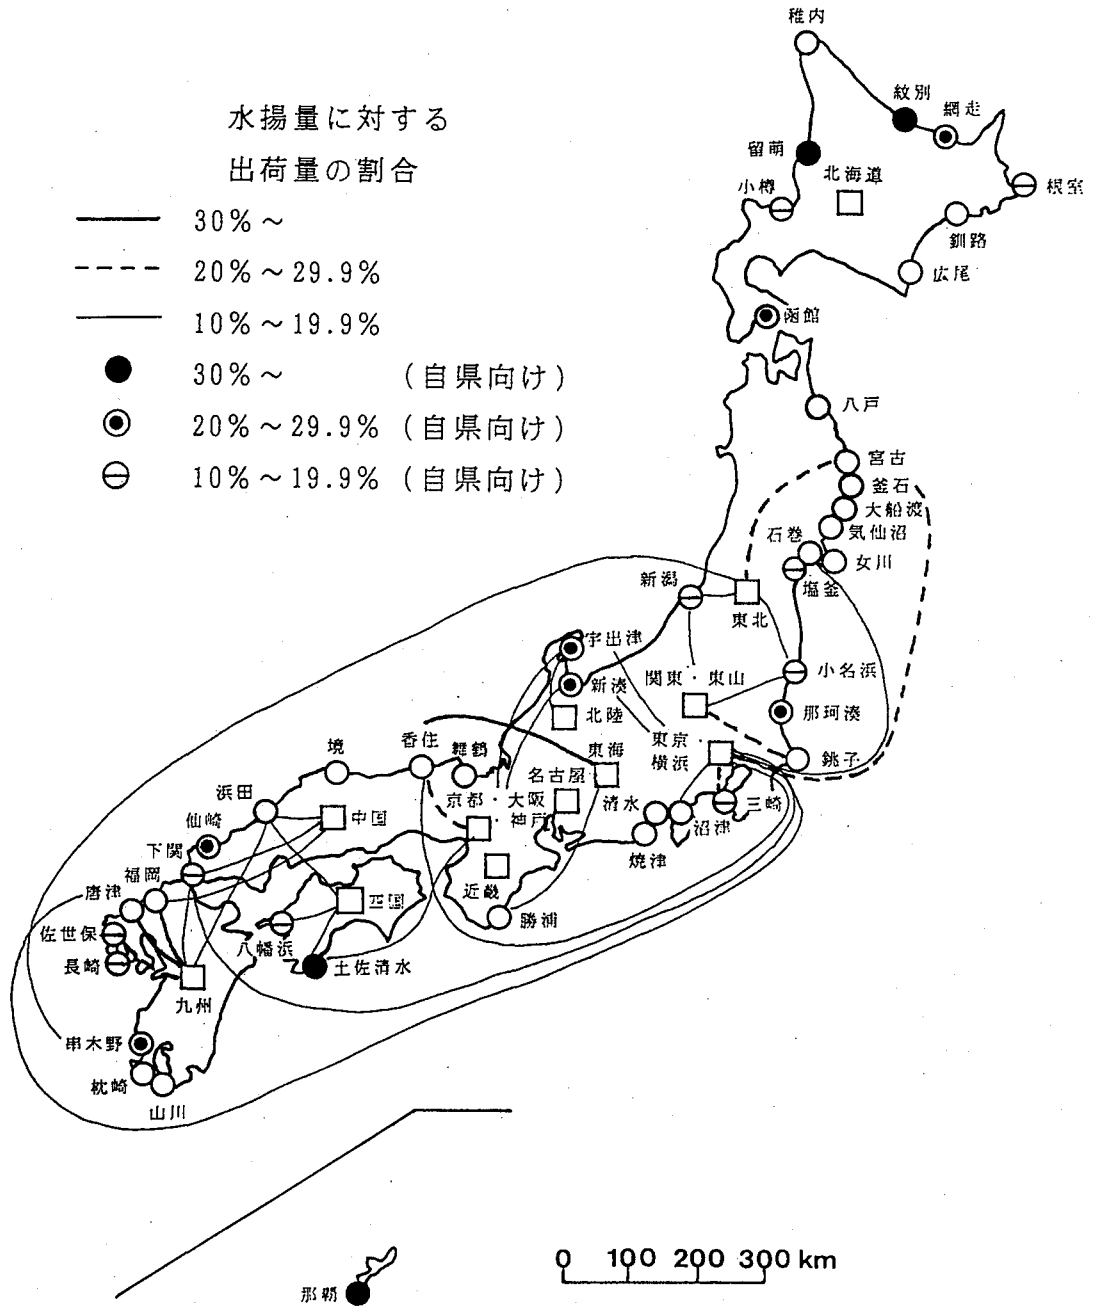 水揚量に対する
出荷量の割合
30%～
20%～29.9%
10%～19.9%
30%～ (自県向け)
20%～29.9% (自県向け)
10%～19.9% (自県向け)
稚内
紋別
網走
留萌
北海道
小樽
根室
釧路
広尾
函館
八戸
宮古
釜石
大船渡
気仙沼
石巻
女川
塩釜
新潟
東北
宇出津
関東・東山
小名浜
新湊
北陸
那珂湊
境
香住
舞鶴
東海
東京・
横浜
銚子
浜田
名古屋
京都・大阪
・神戸
清水
三崎
仙崎
中国
沼津
下関
焼津
福岡
近畿
唐津
四国
勝浦
佐世保
八幡浜
長崎
土佐清水
九州
串木野
枕崎
山川
那覇
0 100 200 300 km